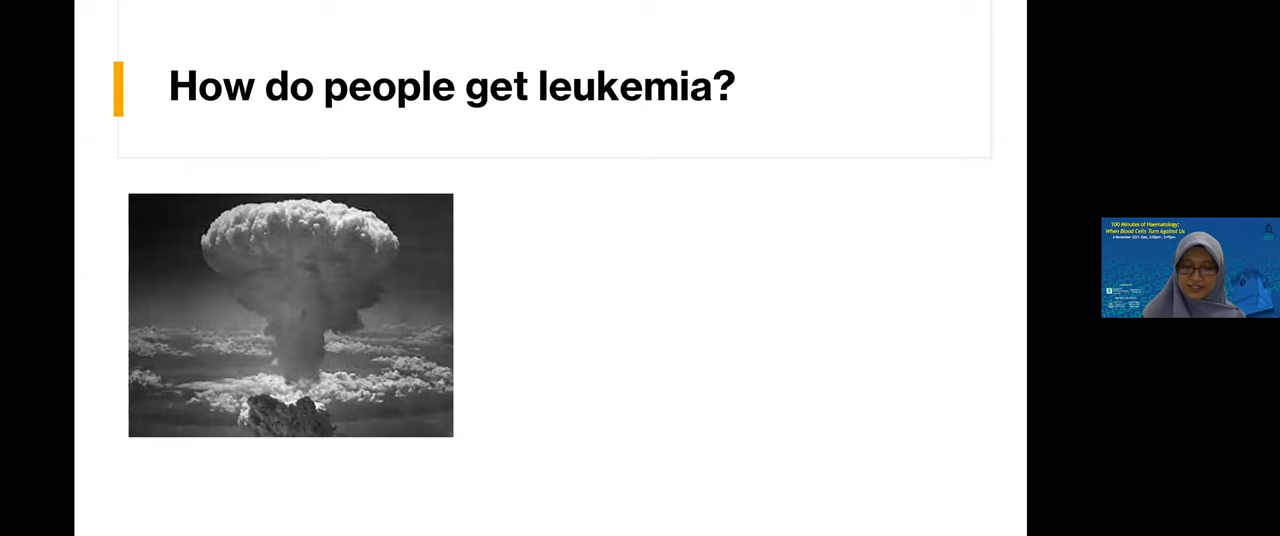 How do people get leukemia?
100 Minutes of Haematology:
When Blood Cells Turn Against Us